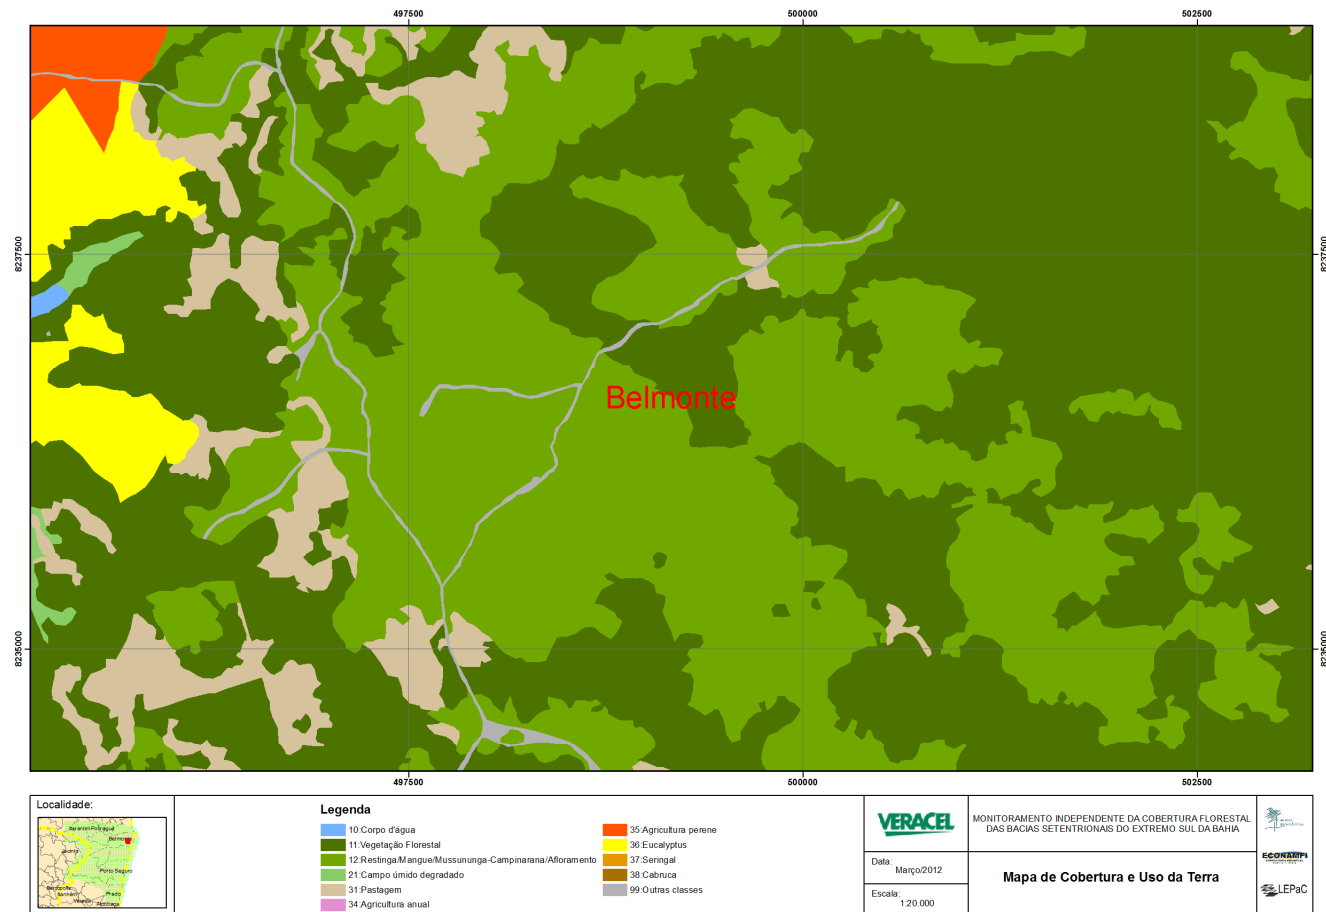 497500
500000
502500
8237500
8237500
Belmonte
8235000
8235000
497500
500000
502500
Localidade:
Belmonte
Jacinto
Porto Seguro
Prado
Alcobaça
Legenda
10:Corpo d'água
11:Vegetação Florestal
12:Restinga/Mangue/Mussununga-Campinarana/Afloramento
21:Campo úmido degradado
31:Pastagem
34:Agricultura anual
35:Agricultura perene
36:Eucalyptus
37:Seringal
38:Cabruca
99:Outras classes
VERACEL
Data:
Março/2012
Escala:
1:20.000
MONITORAMENTO INDEPENDENTE DA COBERTURA FLORESTAL
DAS BACIAS SETENTRIONAIS DO EXTREMO SUL DA BAHIA
Mapa de Cobertura e Uso da Terra
ECONAMFI
LEPaC